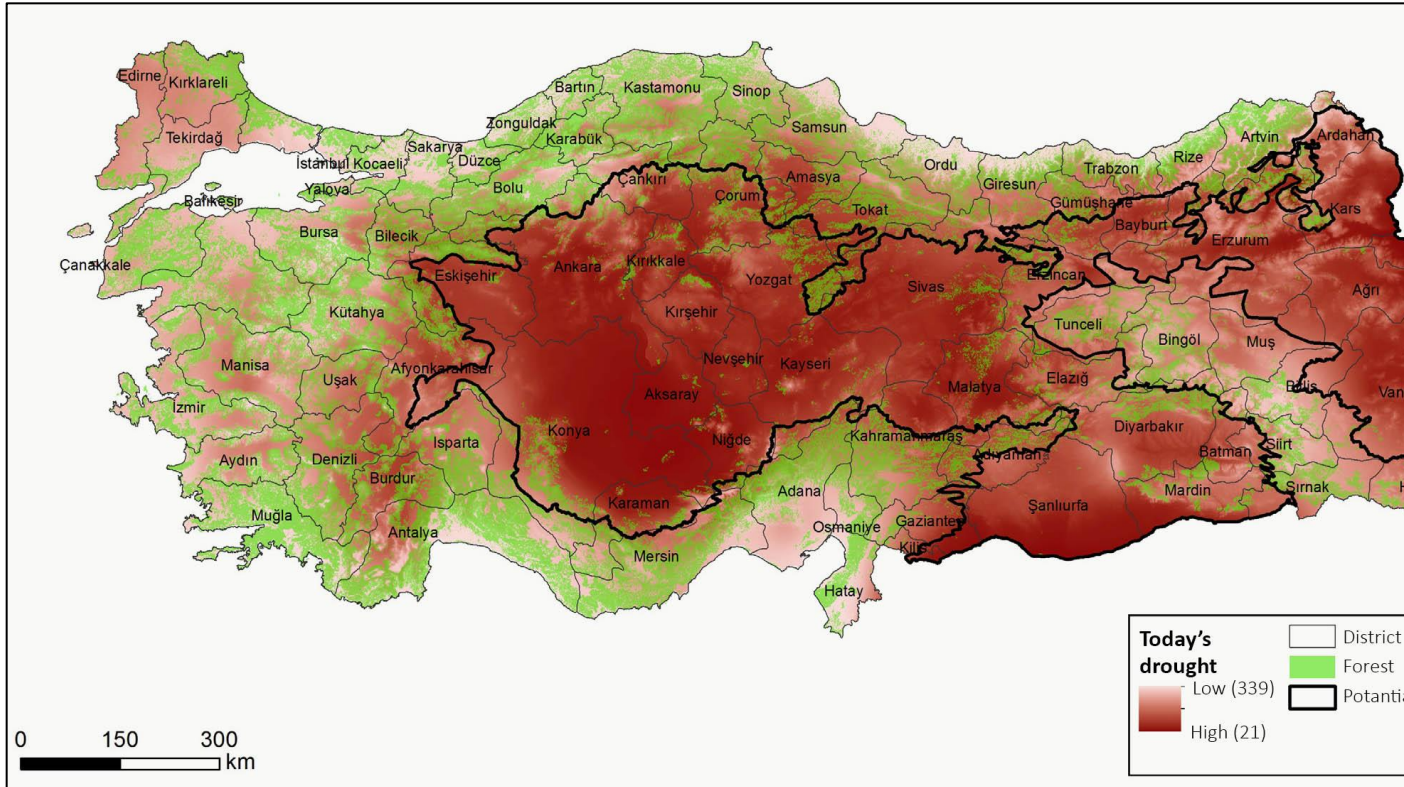 Edirne
Kırklareli
Tekirdağ
İstanbul
Kocaeli
Sakarya
Düzce
Zonguldak
Bartın
Karabük
Kastamonu
Sinop
Samsun
Ordu
Giresun
Trabzon
Rize
Artvin
Ardahan
Yalova
Bolu
Çankırı
Çorum
Amasya
Tokat
Gümüşhane
Bayburt
Erzurum
Kars
Balıkesir
Bursa
Bilecik
Eskişehir
Ankara
Kırıkkale
Yozgat
Sivas
Erzincan
Ağrı
Çanakkale
Kütahya
Kırşehir
Tunceli
Bingöl
Muş
Manisa
Uşak
Afyonkarahisar
Nevşehir
Kayseri
Malatya
Elazığ
Bitlis
Van
İzmir
Aksaray
Isparta
Konya
Niğde
Kahramanmaraş
Adıyaman
Diyarbakır
Batman
Siirt
Aydın
Denizli
Burdur
Karaman
Adana
Şanlıurfa
Mardin
Şırnak
H
Muğla
Antalya
Mersin
Osmaniye
Gaziantep
Kilis
Hatay
Today's
drought
Low (339)
High (21)
District
Forest
Potantia
0 150 300
km